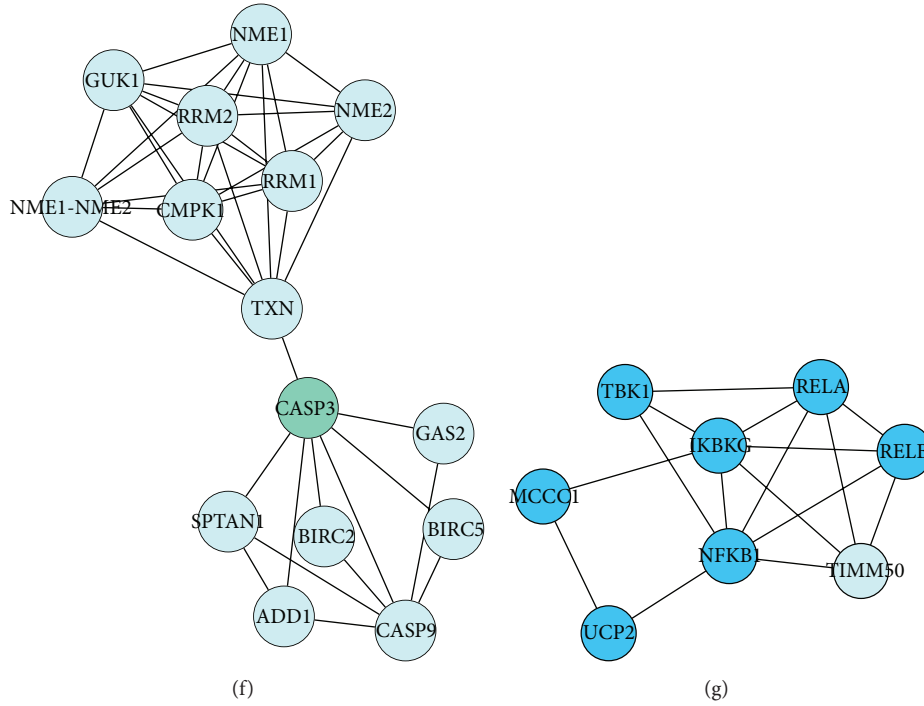 NME1
GUK1
NME2
RRM2
RRM1
NME1-NME2
CMPK1
TXN
CASP3
GAS2
SPTAN1
BIRC2
BIRC5
ADD1
CASP9
(f)
TBK1
RELA
IKBKG
RELB
MCCC1
NFKB1
TIMM50
UCP2
(g)